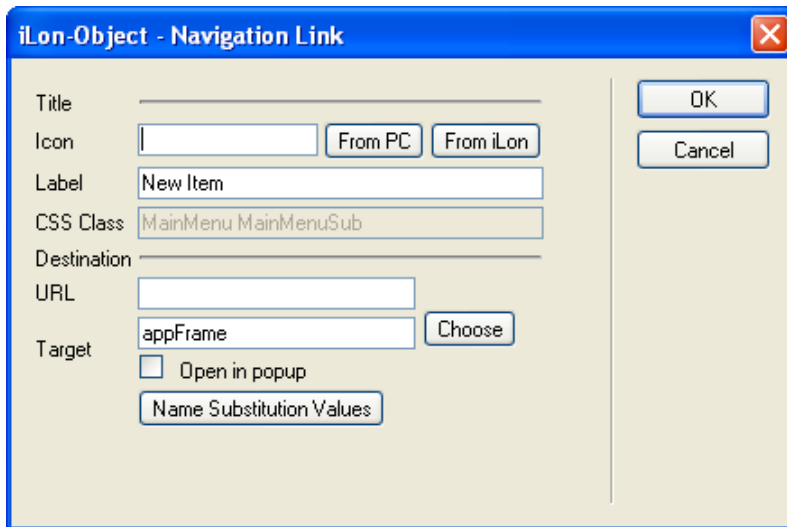 iLon-Object - Navigation Link
Title
Icon From PC From iLon
Label New Item
CSS Class MainMenu MainMenuSub
Destination
URL
Target appFrame Choose
Open in popup
Name Substitution Values
OK
Cancel